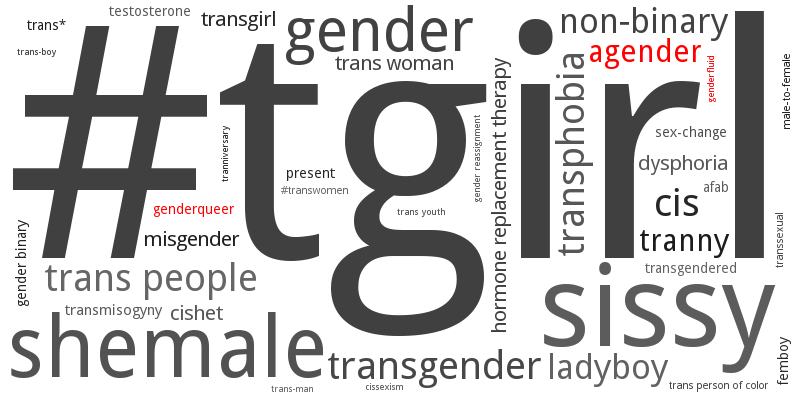 testosterone
trans*
transgirl
gender
non-binary
trans-boy
trans woman
agender
#tgirl
transphobia
genderfluid
male-to-female
hormone replacement therapy
gender reassignment
tranniversary
sex-change
dysphoria
present
#transwomen
afab
cis
genderqueer
trans youth
misgender
tranny
transsexual
gender binary
trans people
transgendered
sissy
transmisogyny
cishet
shemale
transgender
ladyboy
femboy
trans-man
cissexism
trans person of color